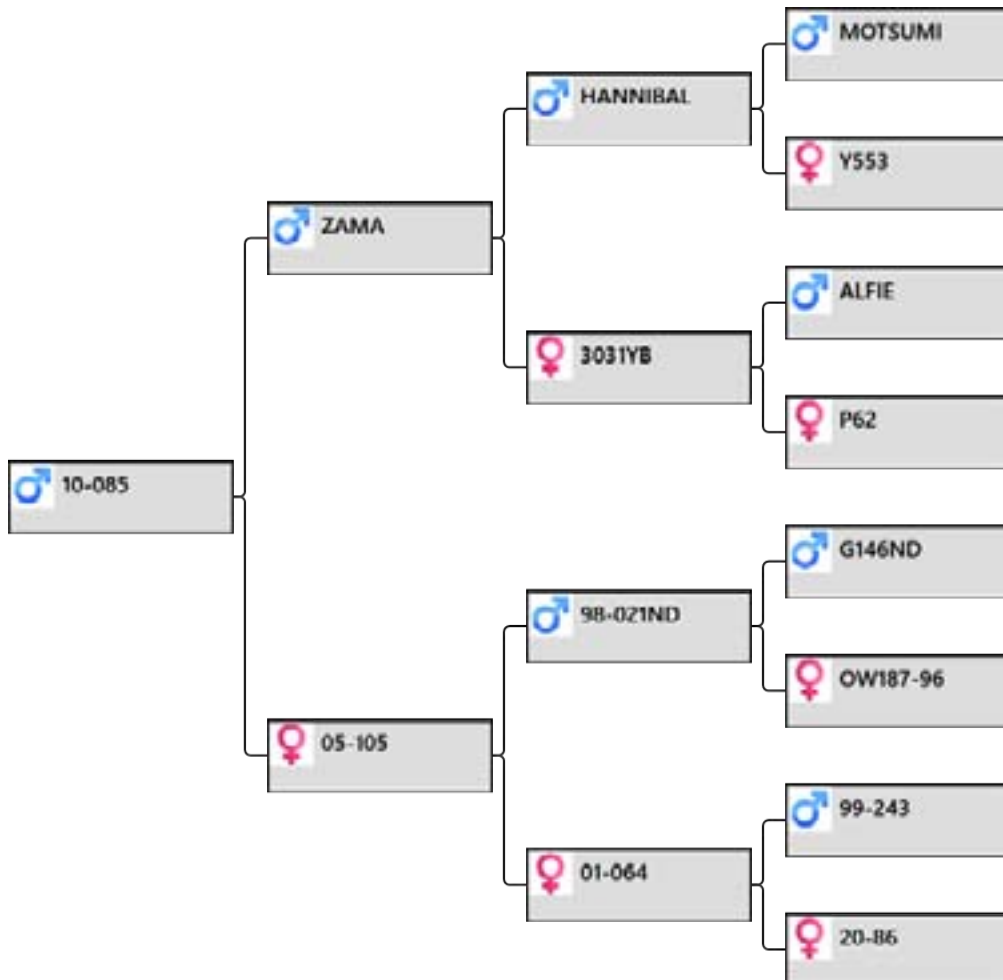 MOTSUMI
HANNIBAL
Y553
ZAMA
ALFIE
3031YB
P62
10-085
G146ND
98-021ND
OW187-96
05-105
99-243
01-064
20-86